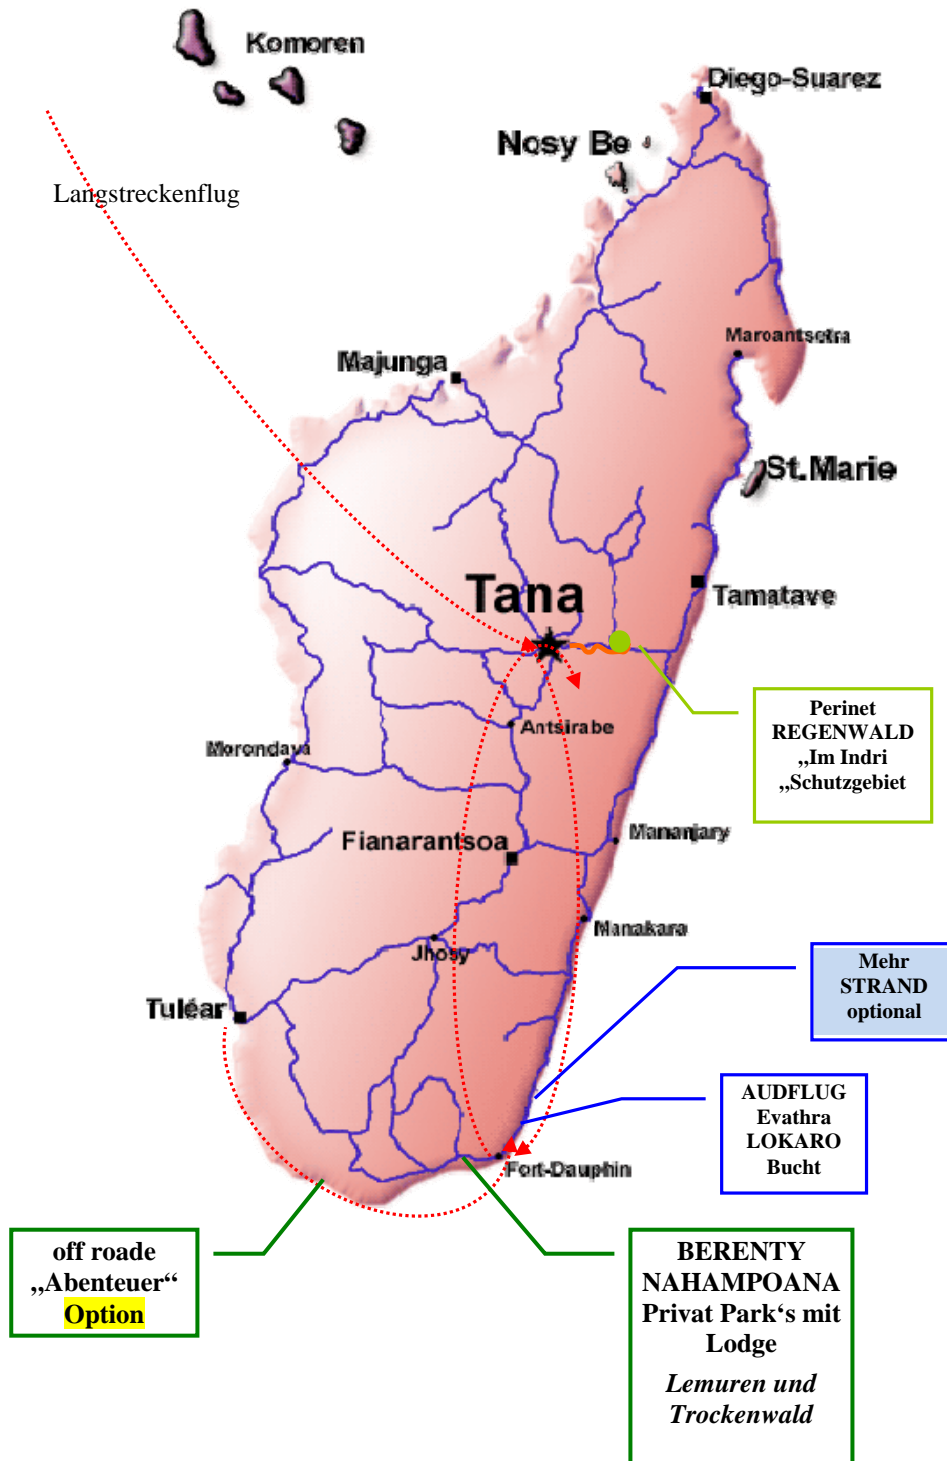 Komoren
Diego-Suarez
Nosy Be
Langstreckenflug
Maroantsetra
Majunga
St.Marie
Tana
Tamatave
Perinet
REGENWALD
„Im Indri
„Schutzgebiet
Antsirabe
Morondava
Mananjary
Fianarantsoa
Manakara
Jhosy
Mehr
STRAND
optional
Tuléar
AUDFLUG
Evathra
LOKARO
Bucht
Fort-Dauphin
off roade
„Abenteuer“
Option
BERENTY
NAHAMPOANA
Privat Park‘s mit
Lodge
Lemuren und
Trockenwald